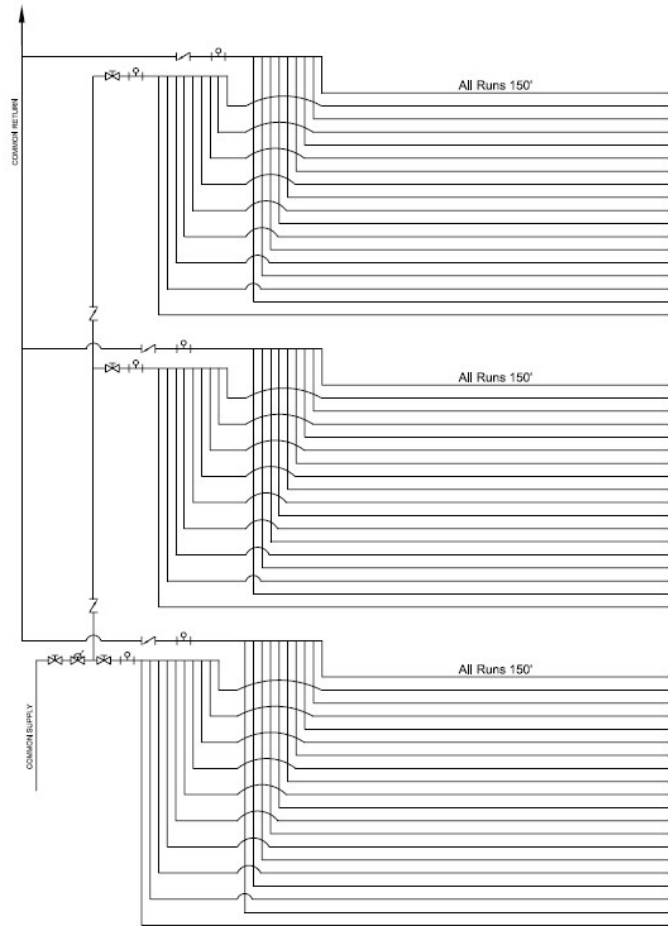 All Runs 150'
COMMON RETURN
All Runs 150'
All Runs 150'
COMMON SUPPLY